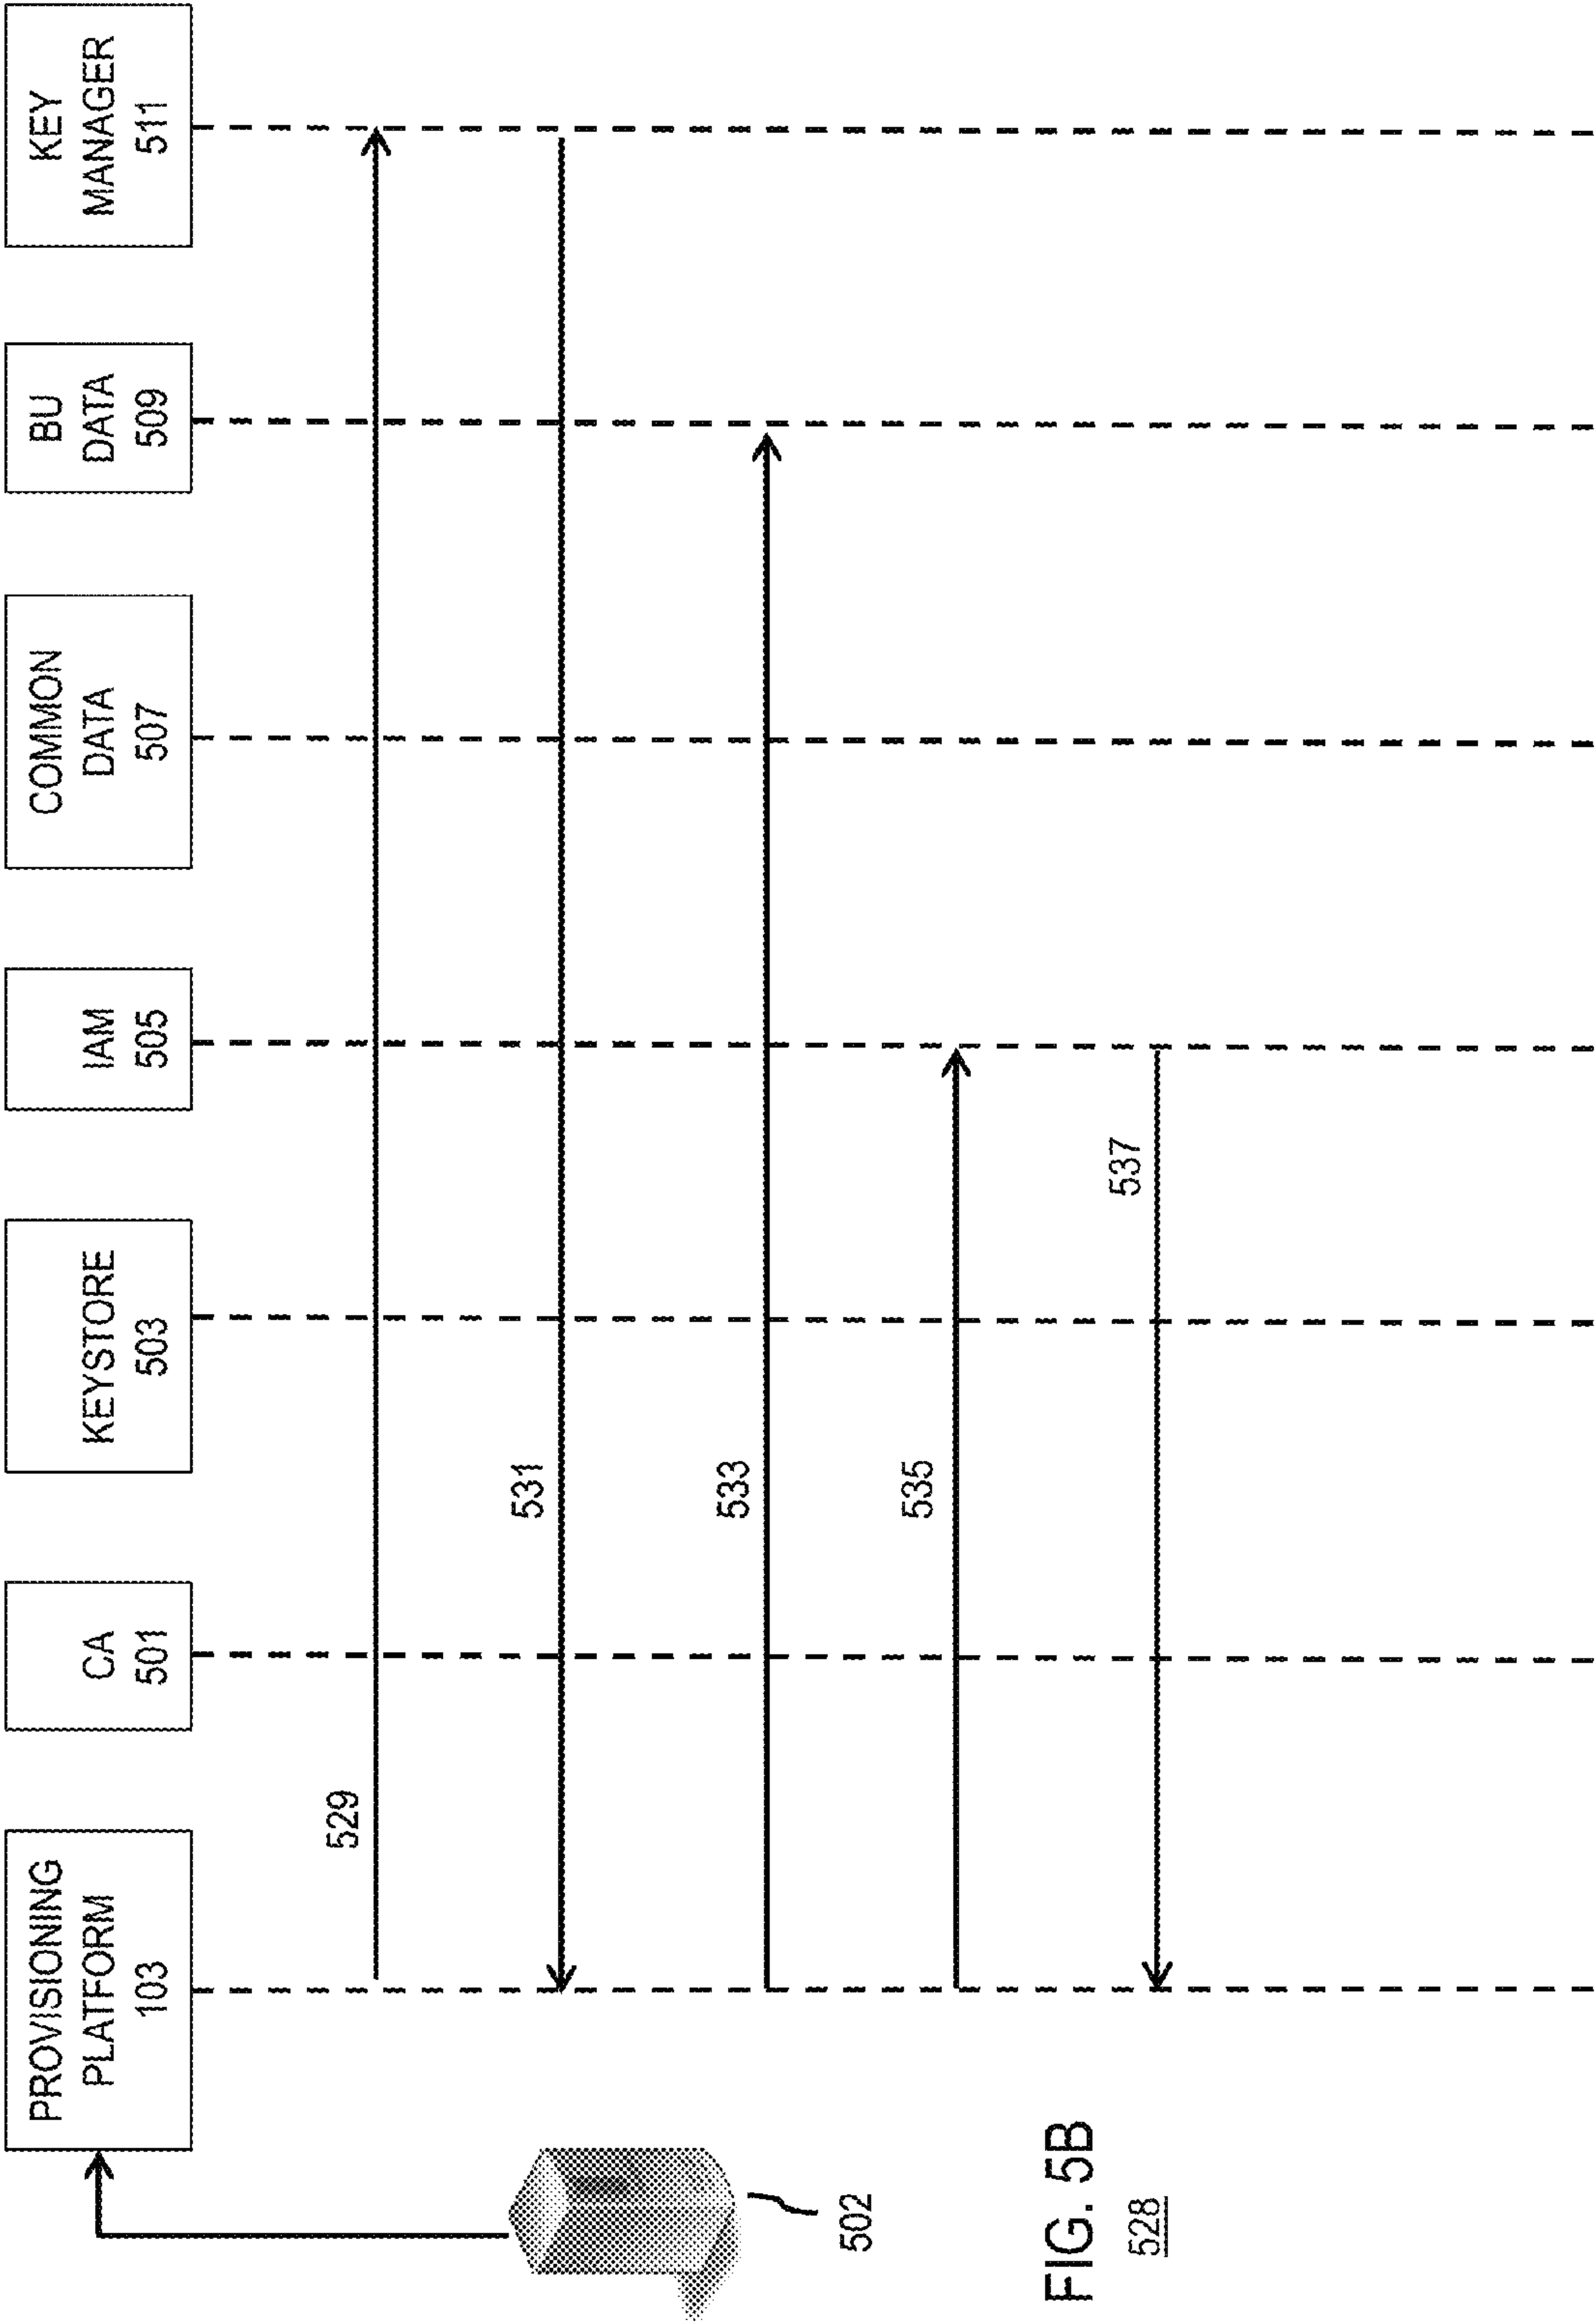 PROVISIONING
PLATFORM
103
CA
501
KEYSTORE
503
IAM
505
COMMON
DATA
507
BU
DATA
509
KEY
MANAGER
511
529
531
533
535
537
502
FIG. 5B
528